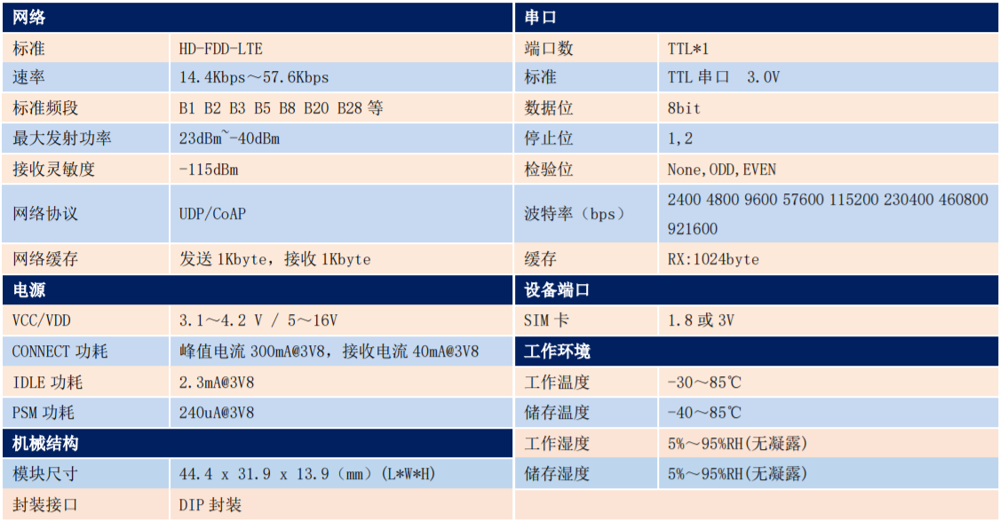 网络
标准 HD-FDD-LTE
速率 14.4Kbps～57.6Kbps
标准频段 B1 B2 B3 B5 B8 B20 B28 等
最大发射功率 23dBm~-40dBm
接收灵敏度 -115dBm
网络协议 UDP/CoAP
网络缓存 发送 1Kbyte，接收 1Kbyte
电源
VCC/VDD 3.1～4.2 V / 5～16V
CONNECT 功耗 峰值电流 300mA@3V8，接收电流 40mA@3V8
IDLE 功耗 2.3mA@3V8
PSM 功耗 240uA@3V8
机械结构
模块尺寸 44.4 x 31.9 x 13.9（mm）(L*W*H)
封装接口 DIP 封装
串口
端口数 TTL*1
标准 TTL 串口 3.0V
数据位 8bit
停止位 1,2
检验位 None,ODD,EVEN
波特率（bps） 2400 4800 9600 57600 115200 230400 460800
921600
缓存 RX:1024byte
设备端口
SIM 卡 1.8 或 3V
工作环境
工作温度 -30～85℃
储存温度 -40～85℃
工作湿度 5%～95%RH(无凝露)
储存湿度 5%～95%RH(无凝露)